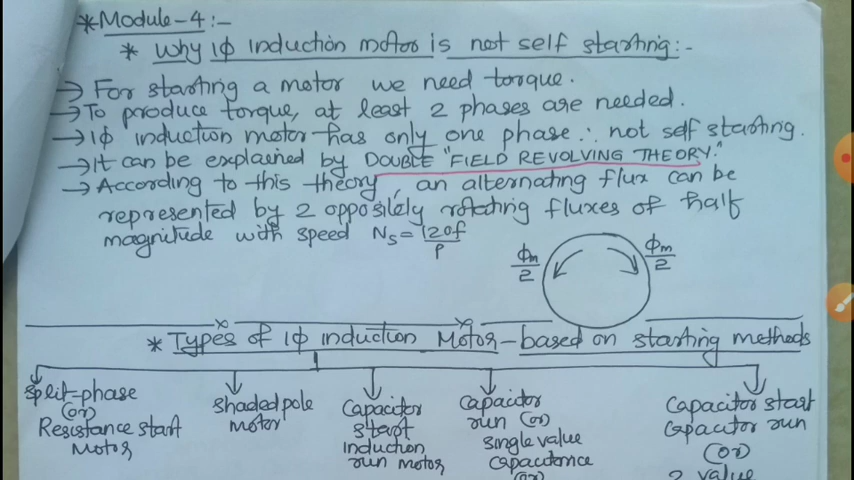 *Module-4:-
* Why 1ϕ induction motor is not self starting:-
→ For starting a motor we need torque.
→ To produce torque, at least 2 phases are needed.
→ 1ϕ induction motor has only one phase ∴ not self starting.
→ It can be explained by DOUBLE "FIELD REVOLVING THEORY."
→ According to this theory, an alternating flux can be
represented by 2 oppositely rotating fluxes of half
magnitude with speed Ns = 120f/P
ϕm/2 ϕm/2
* Types of 1ϕ induction Motor - based on starting methods
Split-phase
(or)
Resistance start
Motor
Shaded pole
motor
Capacitor
start
induction
run motor
Capacitor
run (or)
single value
capacitance
(or)
Capacitor start
capacitor run
(or)
2 value